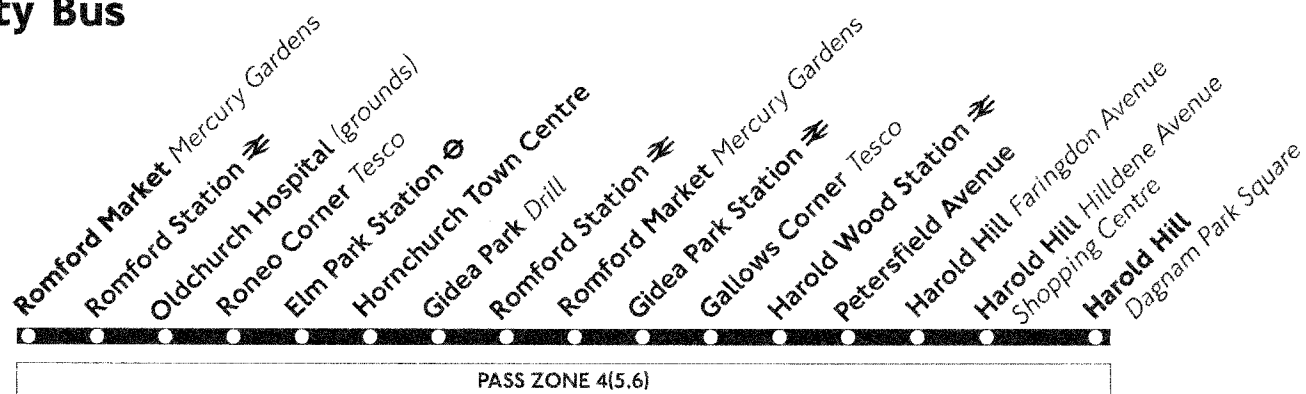 ty Bus
Romford Market Mercury Gardens
Romford Station
Oldchurch Hospital (grounds)
Roneo Corner Tesco
Elm Park Station
Hornchurch Town Centre
Gidea Park Drill
Romford Station
Romford Market Mercury Gardens
Gidea Park Station
Gallows Corner Tesco
Harold Wood Station
Petersfield Avenue
Harold Hill Faringdon Avenue
Harold Hill Hilldene Avenue
Shopping Centre
Harold Hill
Dagnam Park Square
PASS ZONE 4(5.6)